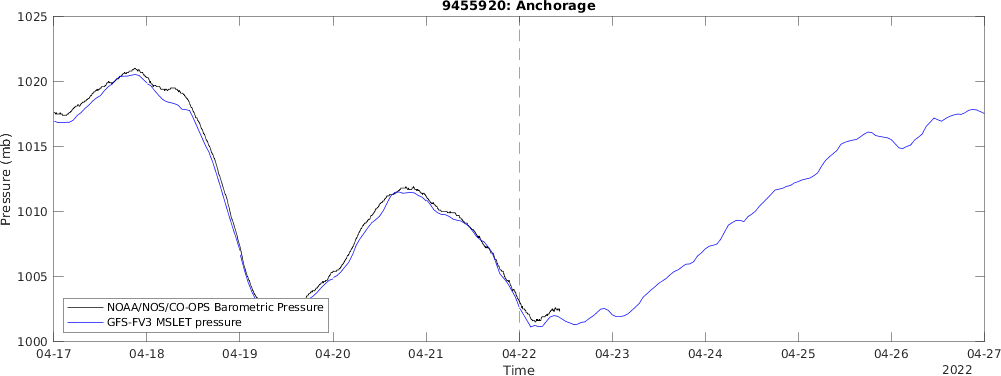 9455920: Anchorage
Pressure (mb)
1025
1020
1015
1010
1005
1000
NOAA/NOS/CO-OPS Barometric Pressure
GFS-FV3 MSLET pressure
04-17 04-18 04-19 04-20 04-21 04-22 04-23 04-24 04-25 04-26 04-27
Time
2022